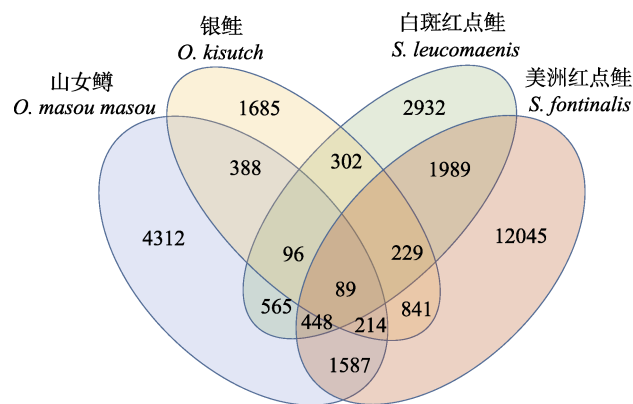 银鲑
O. kisutch
白斑红点鲑
S. leucomaenis
山女鳟
O. masou masou
美洲红点鲑
S. fontinalis
1685
2932
388
302
1989
4312
12045
96
229
89
565
841
448
214
1587